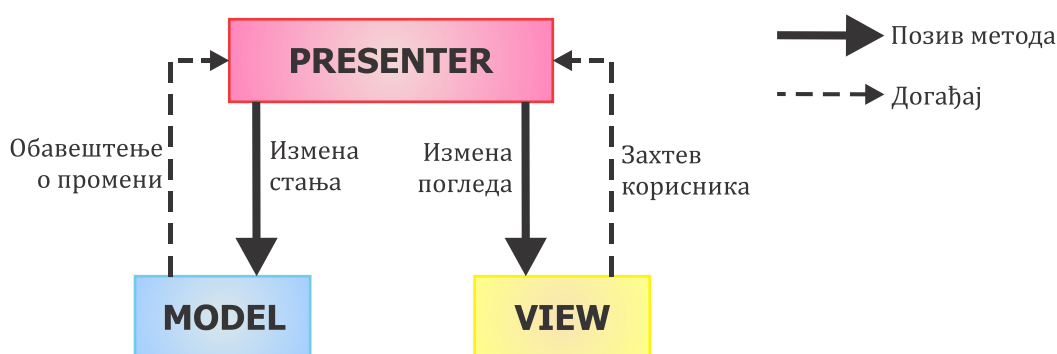 PRESENTER
Позив метода
Догађај
Обавештење
о промени
Измена
стања
Измена
погледа
Захтев
корисника
MODEL
VIEW